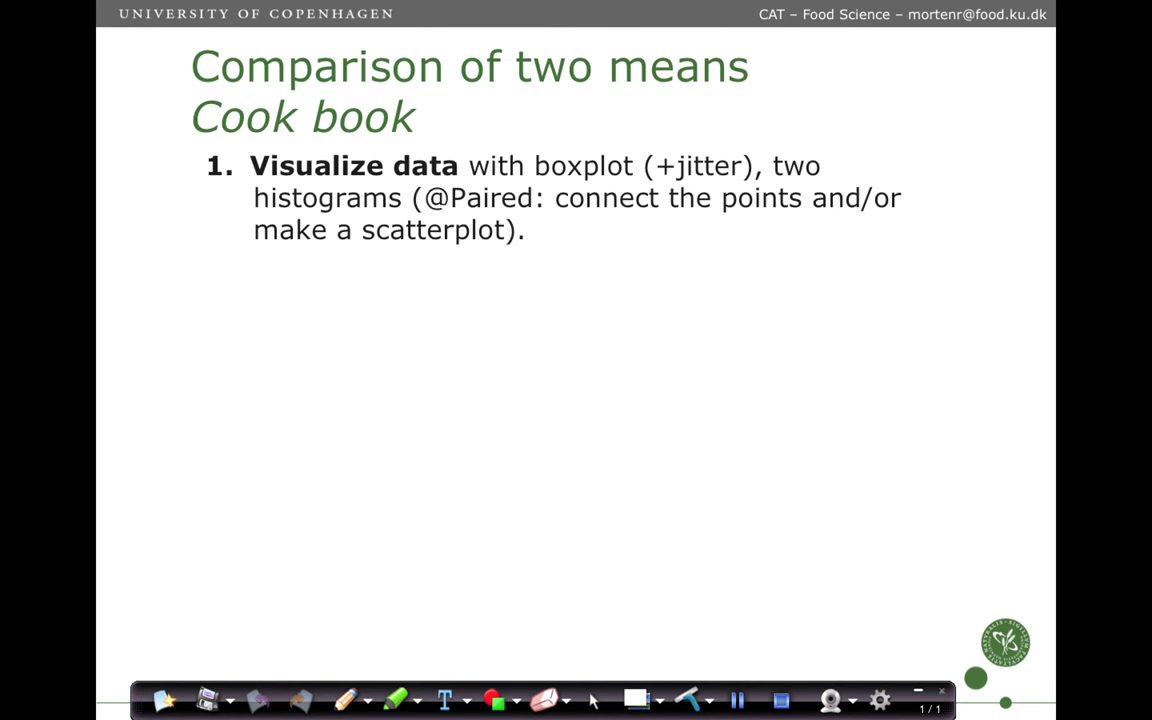 UNIVERSITY OF COPENHAGEN
CAT – Food Science – mortenr@food.ku.dk
Comparison of two means
Cook book
1. Visualize data with boxplot (+jitter), two
histograms (@Paired: connect the points and/or
make a scatterplot).
T
1 / 1